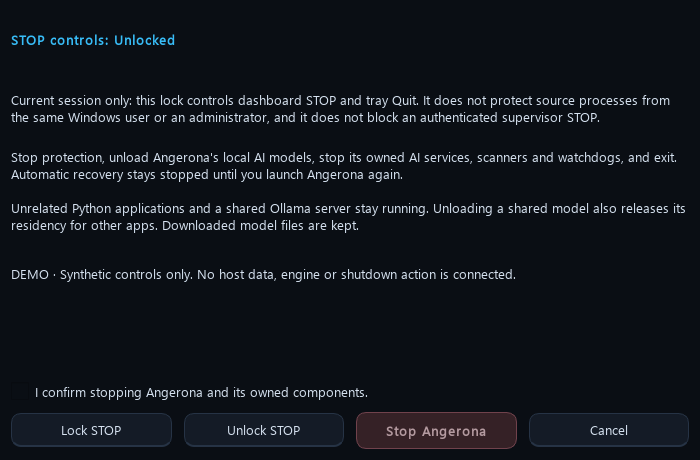 STOP controls: Unlocked
Current session only: this lock controls dashboard STOP and tray Quit. It does not protect source processes from
the same Windows user or an administrator, and it does not block an authenticated supervisor STOP.
Stop protection, unload Angerona's local AI models, stop its owned AI services, scanners and watchdogs, and exit.
Automatic recovery stays stopped until you launch Angerona again.
Unrelated Python applications and a shared Ollama server stay running. Unloading a shared model also releases its
residency for other apps. Downloaded model files are kept.
DEMO · Synthetic controls only. No host data, engine or shutdown action is connected.
I confirm stopping Angerona and its owned components.
Lock STOP
Unlock STOP
Stop Angerona
Cancel